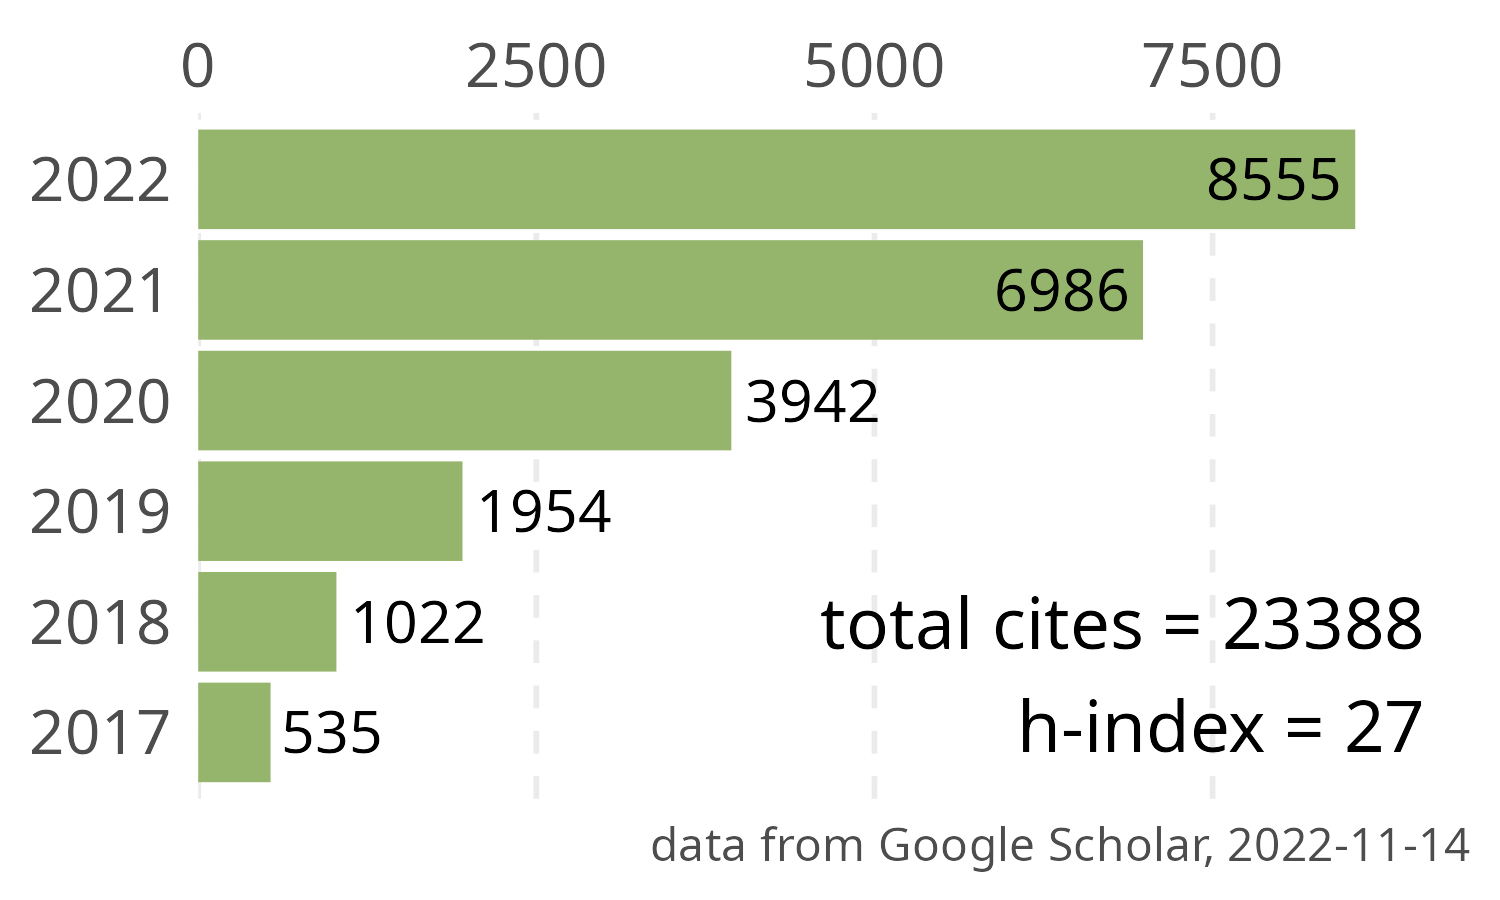 0 2500 5000 7500
2022 8555
2021 6986
2020 3942
2019 1954
2018 1022 total cites = 23388
2017 535 h-index = 27
data from Google Scholar, 2022-11-14